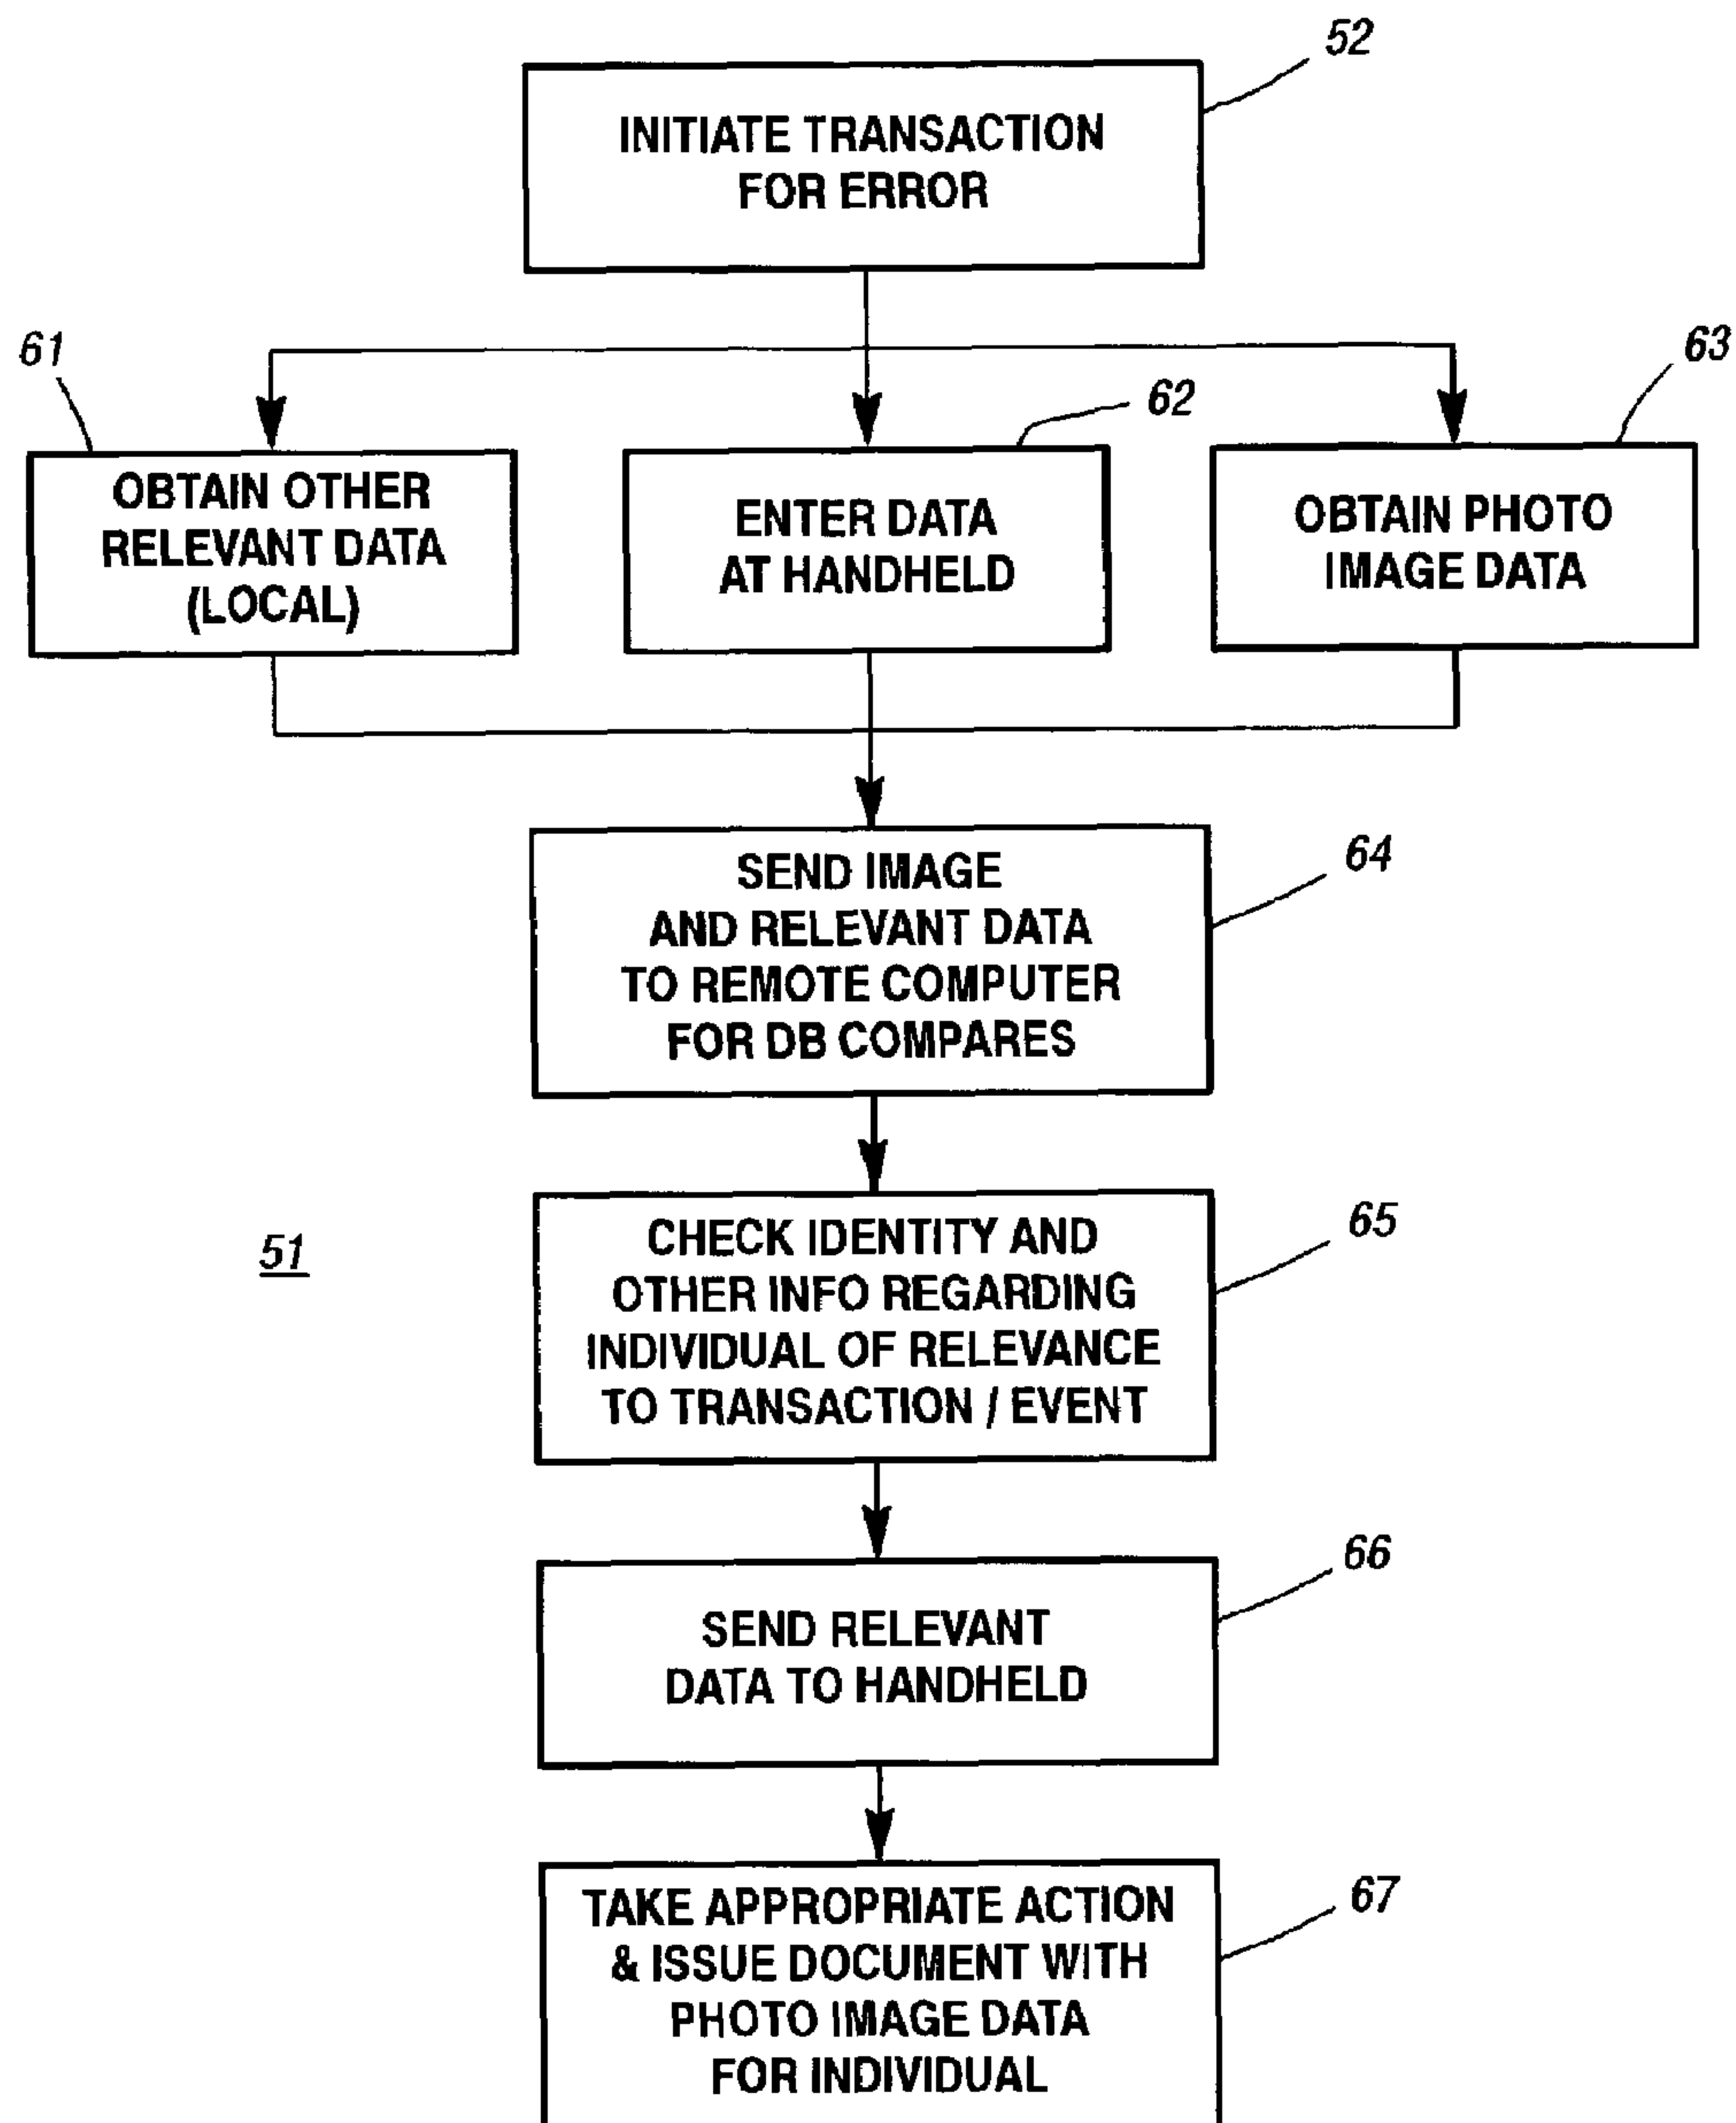 52
INITIATE TRANSACTION
FOR ERROR
61
62
63
OBTAIN OTHER
RELEVANT DATA
(LOCAL)
ENTER DATA
AT HANDHELD
OBTAIN PHOTO
IMAGE DATA
64
SEND IMAGE
AND RELEVANT DATA
TO REMOTE COMPUTER
FOR DB COMPARES
51
65
CHECK IDENTITY AND
OTHER INFO REGARDING
INDIVIDUAL OF RELEVANCE
TO TRANSACTION / EVENT
66
SEND RELEVANT
DATA TO HANDHELD
67
TAKE APPROPRIATE ACTION
& ISSUE DOCUMENT WITH
PHOTO IMAGE DATA
FOR INDIVIDUAL